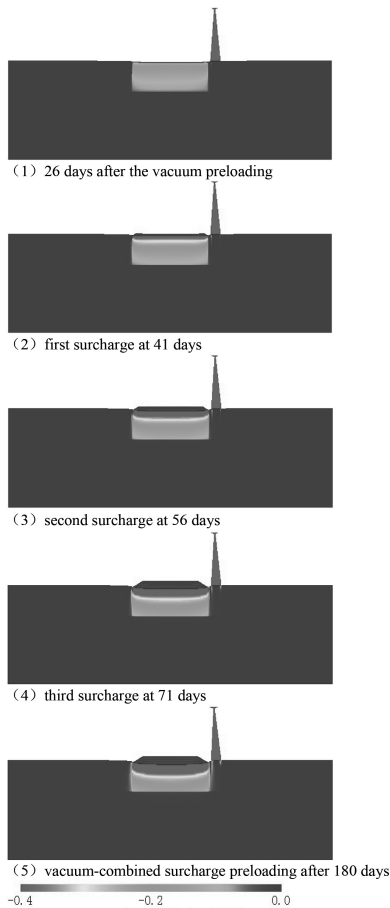 （1）26 days after the vacuum preloading
（2）first surcharge at 41 days
（3）second surcharge at 56 days
（4）third surcharge at 71 days
（5）vacuum-combined surcharge preloading after 180 days
-0.4 -0.2 0.0